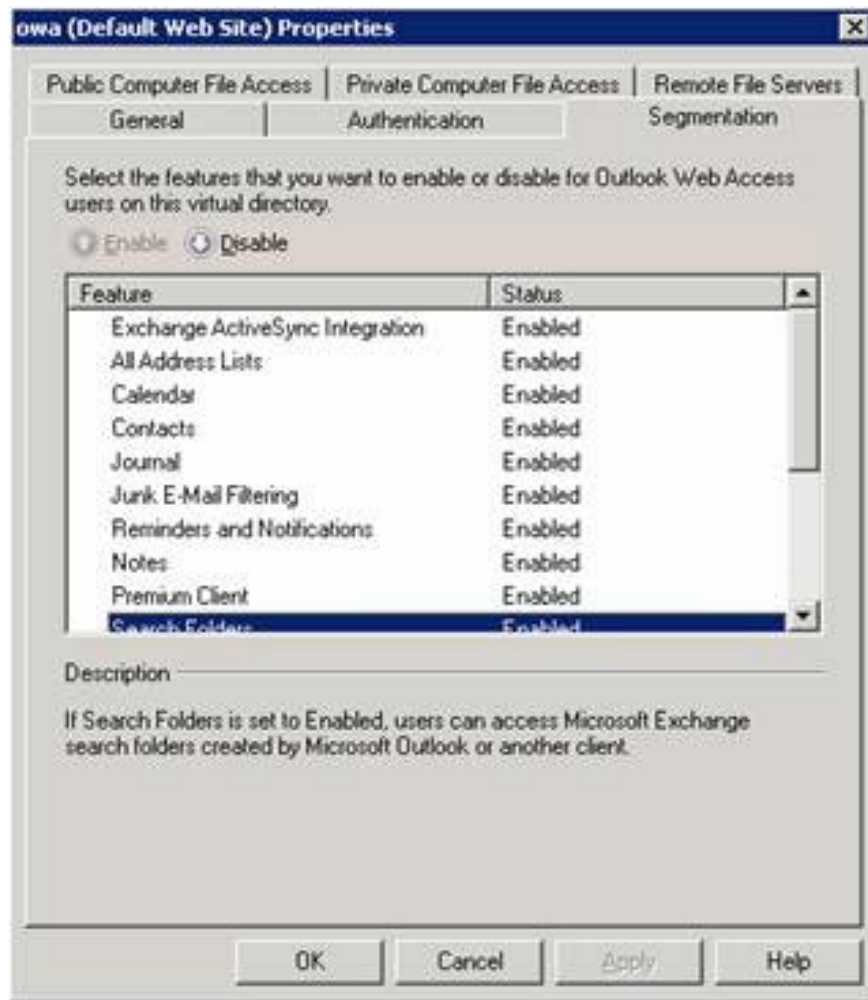 owa (Default Web Site) Properties
Public Computer File Access Private Computer File Access Remote File Servers
General Authentication Segmentation
Select the features that you want to enable or disable for Outlook Web Access
users on this virtual directory.
Enable Disable
Feature Status
Exchange ActiveSync Integration Enabled
All Address Lists Enabled
Calendar Enabled
Contacts Enabled
Journal Enabled
Junk E-Mail Filtering Enabled
Reminders and Notifications Enabled
Notes Enabled
Premium Client Enabled
Search Folders Enabled
Description
If Search Folders is set to Enabled, users can access Microsoft Exchange
search folders created by Microsoft Outlook or another client.
OK Cancel Apply Help